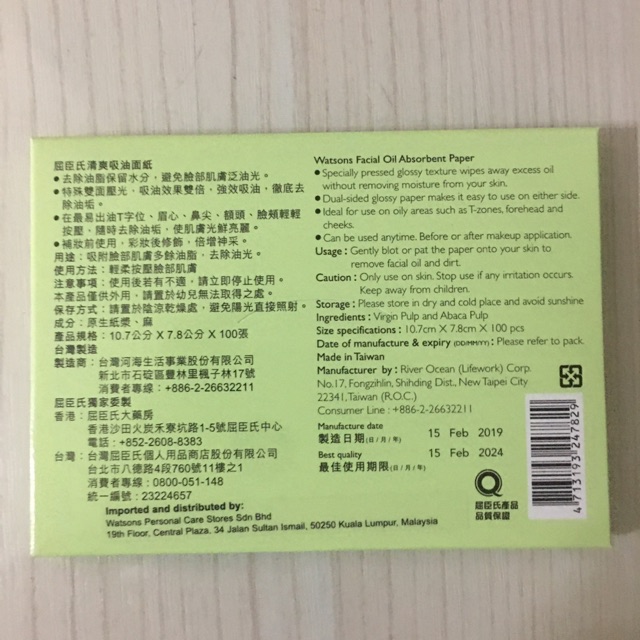 屈臣氏清爽吸油面紙
●去除油脂保留水分，避免臉部肌膚泛油光。
●特殊雙面壓光，吸油效果雙倍，強效吸油，徹底去
除油垢。
●在最易出油T字位、眉心、鼻尖、額頭、臉頰輕輕
按壓、隨時去除油垢，使肌膚光鮮亮麗。
●補妝前使用，彩妝後修飾，倍增神采。
用途：吸附臉部肌膚多餘油脂，去除油光。
使用方法：輕柔按壓臉部肌膚
注意事項：使用後若有不適，請立即停止使用。
本產品僅供外用，請置於幼兒無法取得之處。
保存方式：請置於陰涼乾燥處，避免陽光直接照射。
成分：原生紙漿、麻
產品規格：10.7公分 X 7.8公分 X 100張
台灣製造
製造商：台灣河海生活事業股份有限公司
新北市石碇區豐林里楓子林17號
消費者專線：+886-2-26632211
屈臣氏獨家委製
香港：屈臣氏大藥房
香港沙田火炭禾寮坑路1-5號屈臣氏中心
電話：+852-2608-8383
台灣：台灣屈臣氏個人用品商店股份有限公司
台北市八德路4段760號11樓之1
消費者專線：0800-051-148
統一編號：23224657
Imported and distributed by:
Watsons Personal Care Stores Sdn Bhd
19th Floor, Central Plaza, 34 Jalan Sultan Ismail, 50250 Kuala Lumpur, Malaysia
Watsons Facial Oil Absorbent Paper
● Specially pressed glossy texture wipes away excess oil
without removing moisture from your skin.
● Dual-sided glossy paper makes it easy to use on either side.
● Ideal for use on oily areas such as T-zones, forehead and
cheeks.
● Can be used anytime. Before or after makeup application.
Usage : Gently blot or pat the paper onto your skin to
remove facial oil and dirt.
Caution : Only use on skin. Stop use if any irritation occurs.
Keep away from children.
Storage : Please store in dry and cold place and avoid sunshine
Ingredients : Virgin Pulp and Abaca Pulp
Size specifications : 10.7cm X 7.8cm X 100 pcs
Date of manufacture & expiry (DD/MM/YY) : Please refer to pack.
Made in Taiwan
Manufacturer by : River Ocean (Lifework) Corp.
No.17, Fongzihlin, Shihding Dist., New Taipei City
22341,Taiwan (R.O.C.)
Consumer Line : +886-2-26632211
Manufacture date
製造日期(日/月/年) 15 Feb 2019
Best quality
最佳使用期限(日/月/年) 15 Feb 2024
Q
屈臣氏產品
品質保證
4713193247829